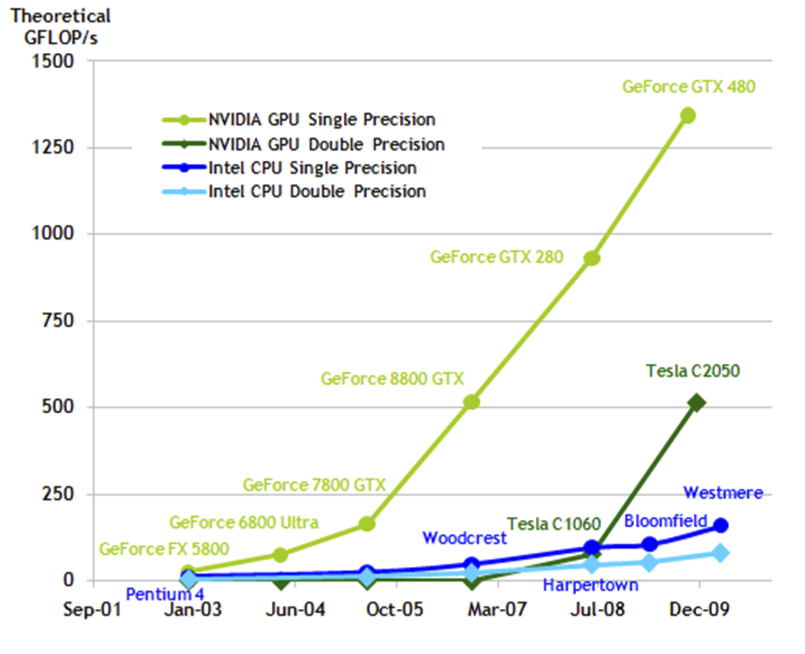 Theoretical
GFLOP/s
1500
1250
1000
750
500
250
0
NVIDIA GPU Single Precision
NVIDIA GPU Double Precision
Intel CPU Single Precision
Intel CPU Double Precision
GeForce GTX 480
GeForce GTX 280
GeForce 8800 GTX
Tesla C2050
GeForce 7800 GTX
Westmere
GeForce 6800 Ultra
Tesla C1060
Bloomfield
Woodcrest
GeForce FX 5800
Harpertown
Pentium 4
Sep-01 Jan-03 Jun-04 Oct-05 Mar-07 Jul-08 Dec-09